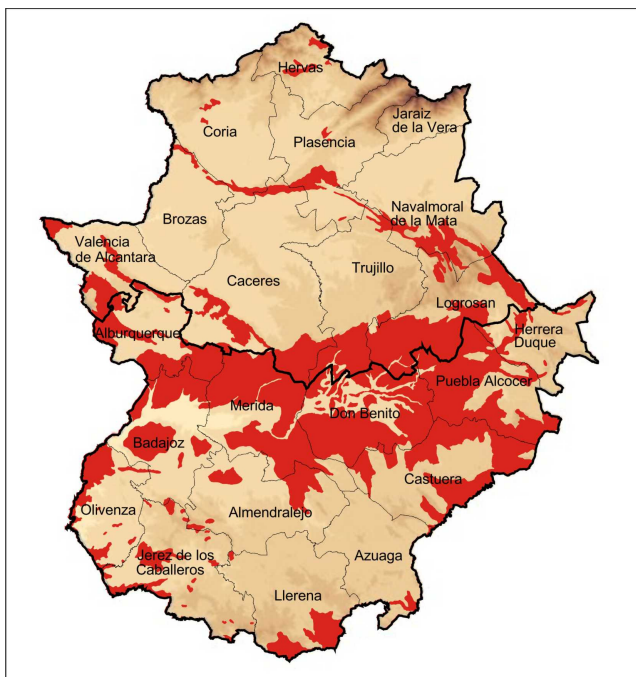 Hervas
Jaraiz
de la Vera
Coria
Plasencia
Navalmoral
de la Mata
Brozas
Valencia
de Alcantara
Trujillo
Caceres
Logrosan
Alburquerque
Herrera
Duque
Puebla Alcocer
Merida
Don Benito
Badajoz
Castuera
Olivenza
Almendralejo
Jerez de los
Caballeros
Azuaga
Llerena